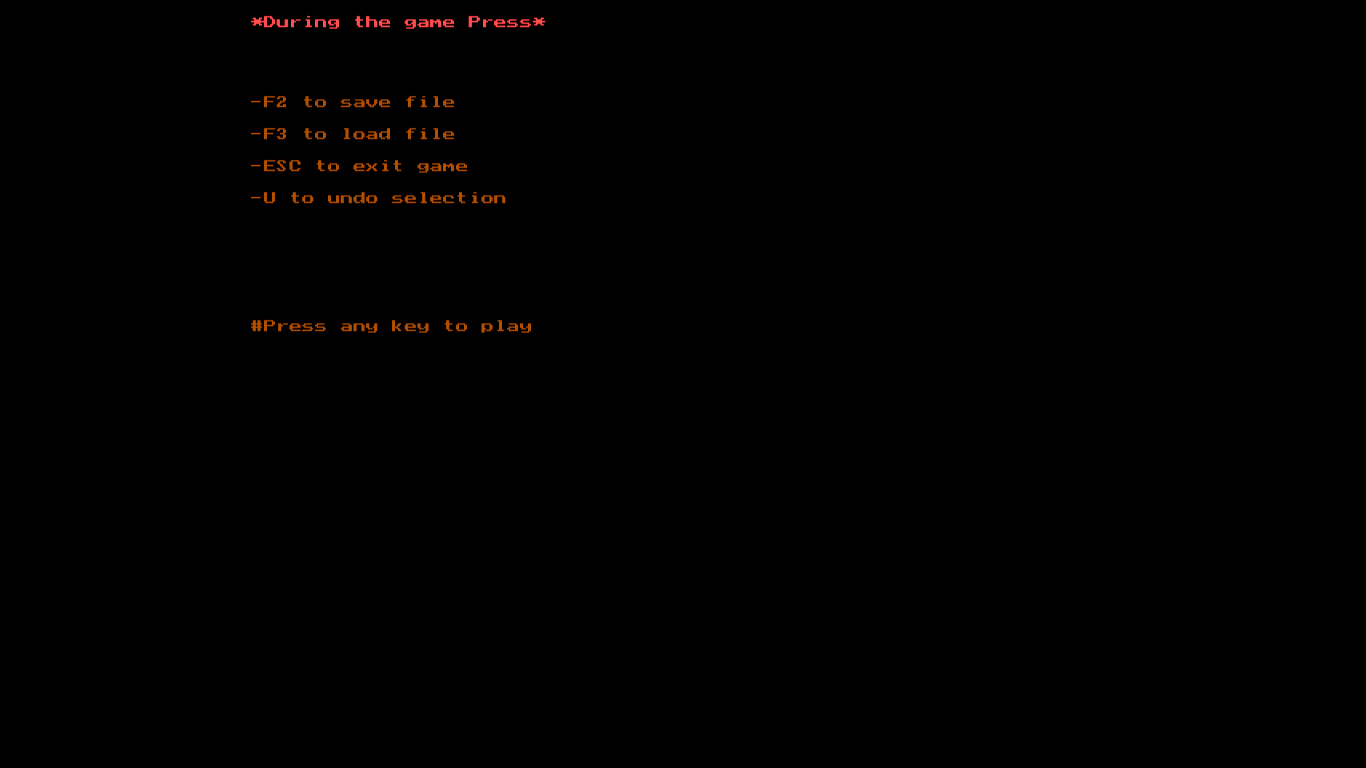 *During the game Press*
-F2 to save file
-F3 to load file
-ESC to exit game
-U to undo selection
#Press any key to play